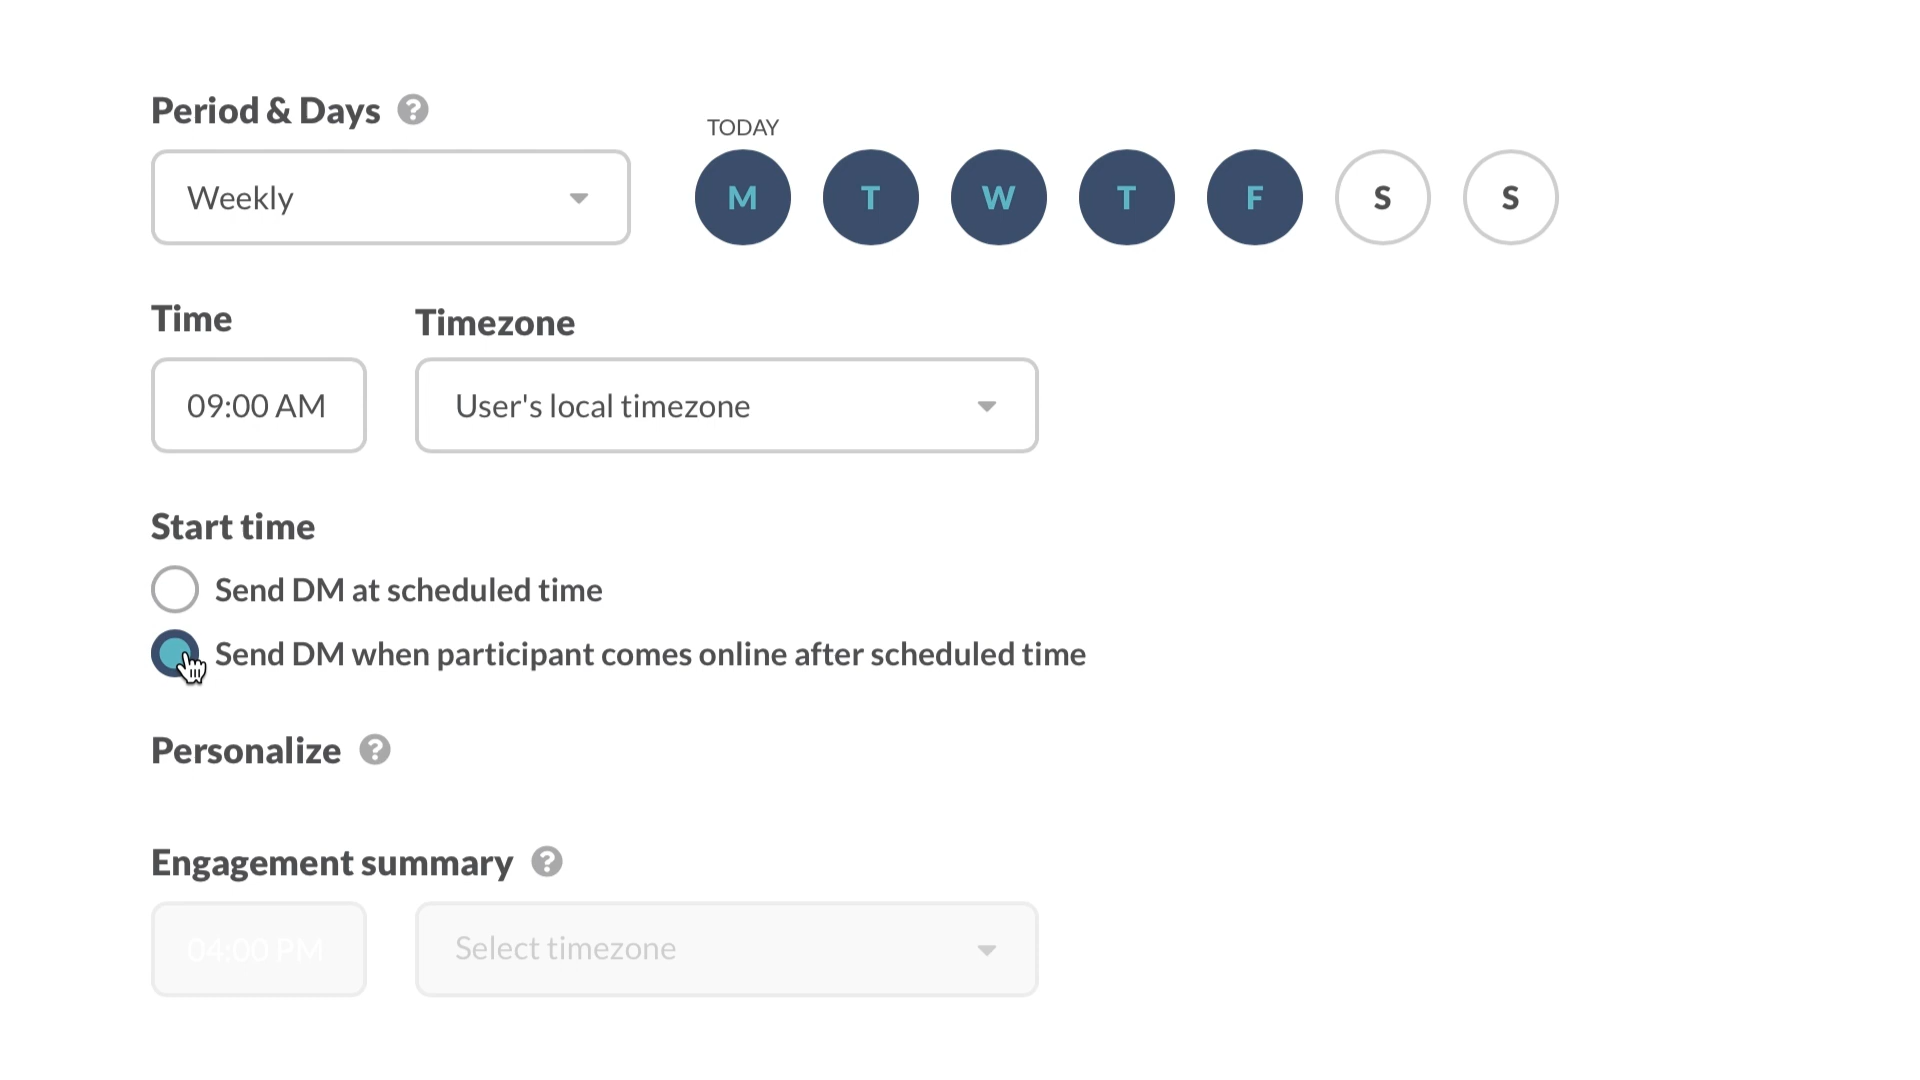 Period & Days ?
TODAY
Weekly
M T W T F S S
Time
Timezone
09:00 AM
User's local timezone
Start time
Send DM at scheduled time
Send DM when participant comes online after scheduled time
Personalize ?
Engagement summary ?
04:00 PM
Select timezone